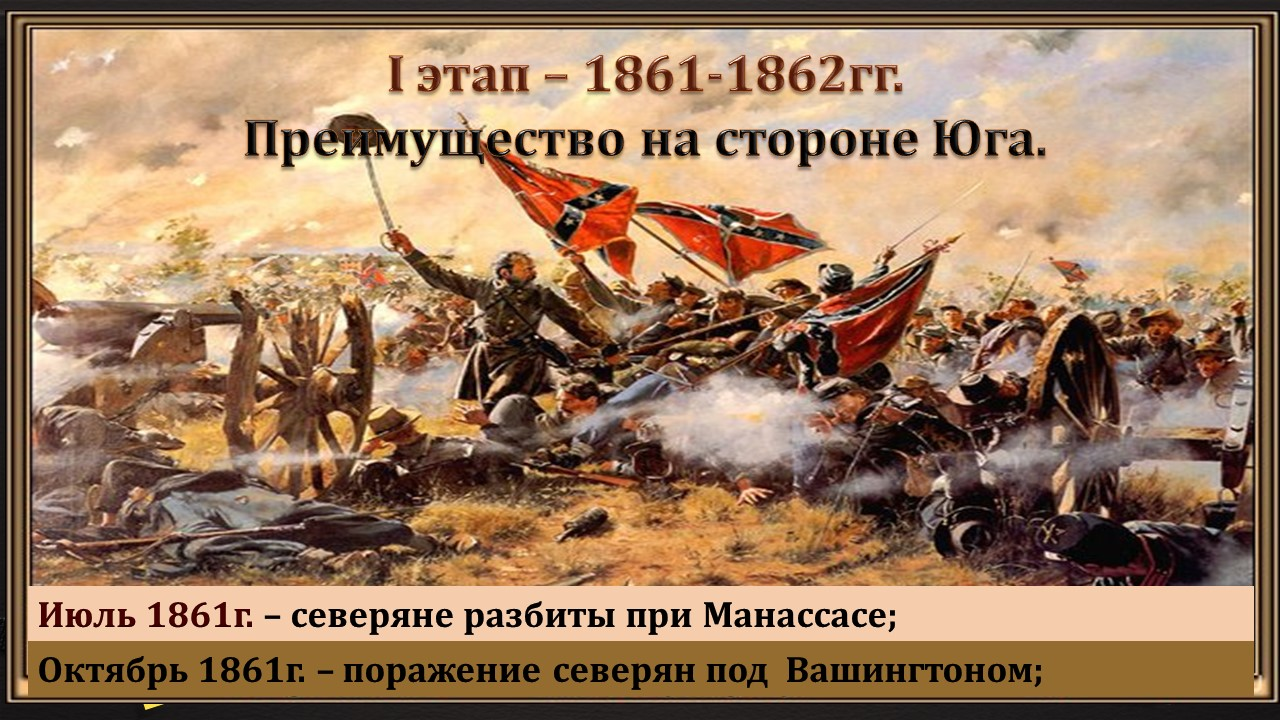 I этап – 1861-1862гг.
Преимущество на стороне Юга.
Июль 1861г. – северяне разбиты при Манассасе;
Октябрь 1861г. – поражение северян под Вашингтоном;